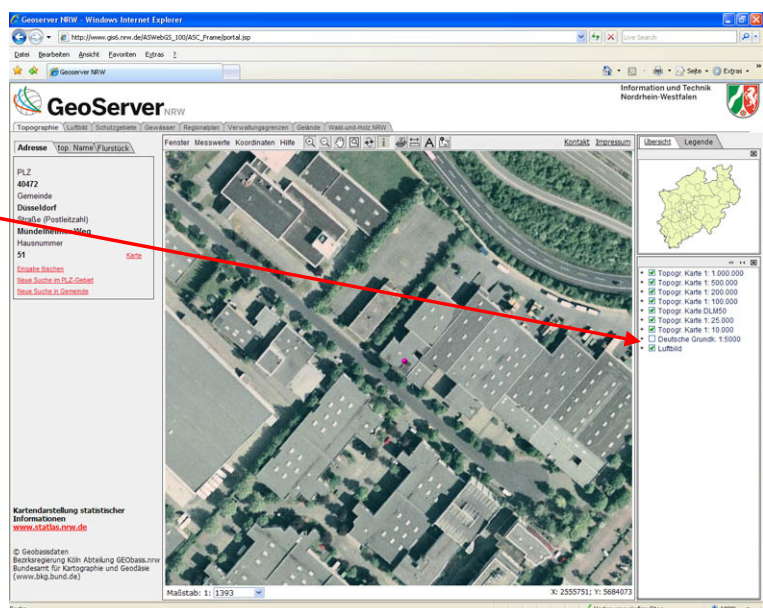 Geoserver NRW - Windows Internet Explorer
http://www.gis6.nrw.de/ASWebGS_100/ASC_Frame/portal.jsp
Live Search
Datei Bearbeiten Ansicht Favoriten Extras ?
Geoserver NRW
Seite Extras
GeoServer NRW
Information und Technik
Nordrhein-Westfalen
Topographie Luftbild Schutzgebiete Gewässer Regionalplan Verwaltungsgrenzen Gelände Wald-und-Holz.NRW
Adresse top. Name Flurstück
Fenster Messwerte Koordinaten Hilfe
Kontakt Impressum
Übersicht Legende
PLZ
40472
Gemeinde
Düsseldorf
Straße (Postleitzahl)
Mündelheimer Weg
Hausnummer
51 Karte
Eingabe löschen
Neue Suche im PLZ-Gebiet
Neue Suche in Gemeinde
Topogr. Karte 1: 1.000.000
Topogr. Karte 1: 500.000
Topogr. Karte 1: 200.000
Topogr. Karte 1: 100.000
Topogr. Karte DLM50
Topogr. Karte 1: 25.000
Topogr. Karte 1: 10.000
Deutsche Grundk. 1:5000
Luftbild
Kartendarstellung statistischer
Informationen
www.statlas.nrw.de
© Geobasisdaten
Bezirksregierung Köln Abteilung GEObasis.nrw
Bundesamt für Kartographie und Geodäsie
(www.bkg.bund.de)
Maßstab: 1: 1393
X: 2555751; Y: 5684073